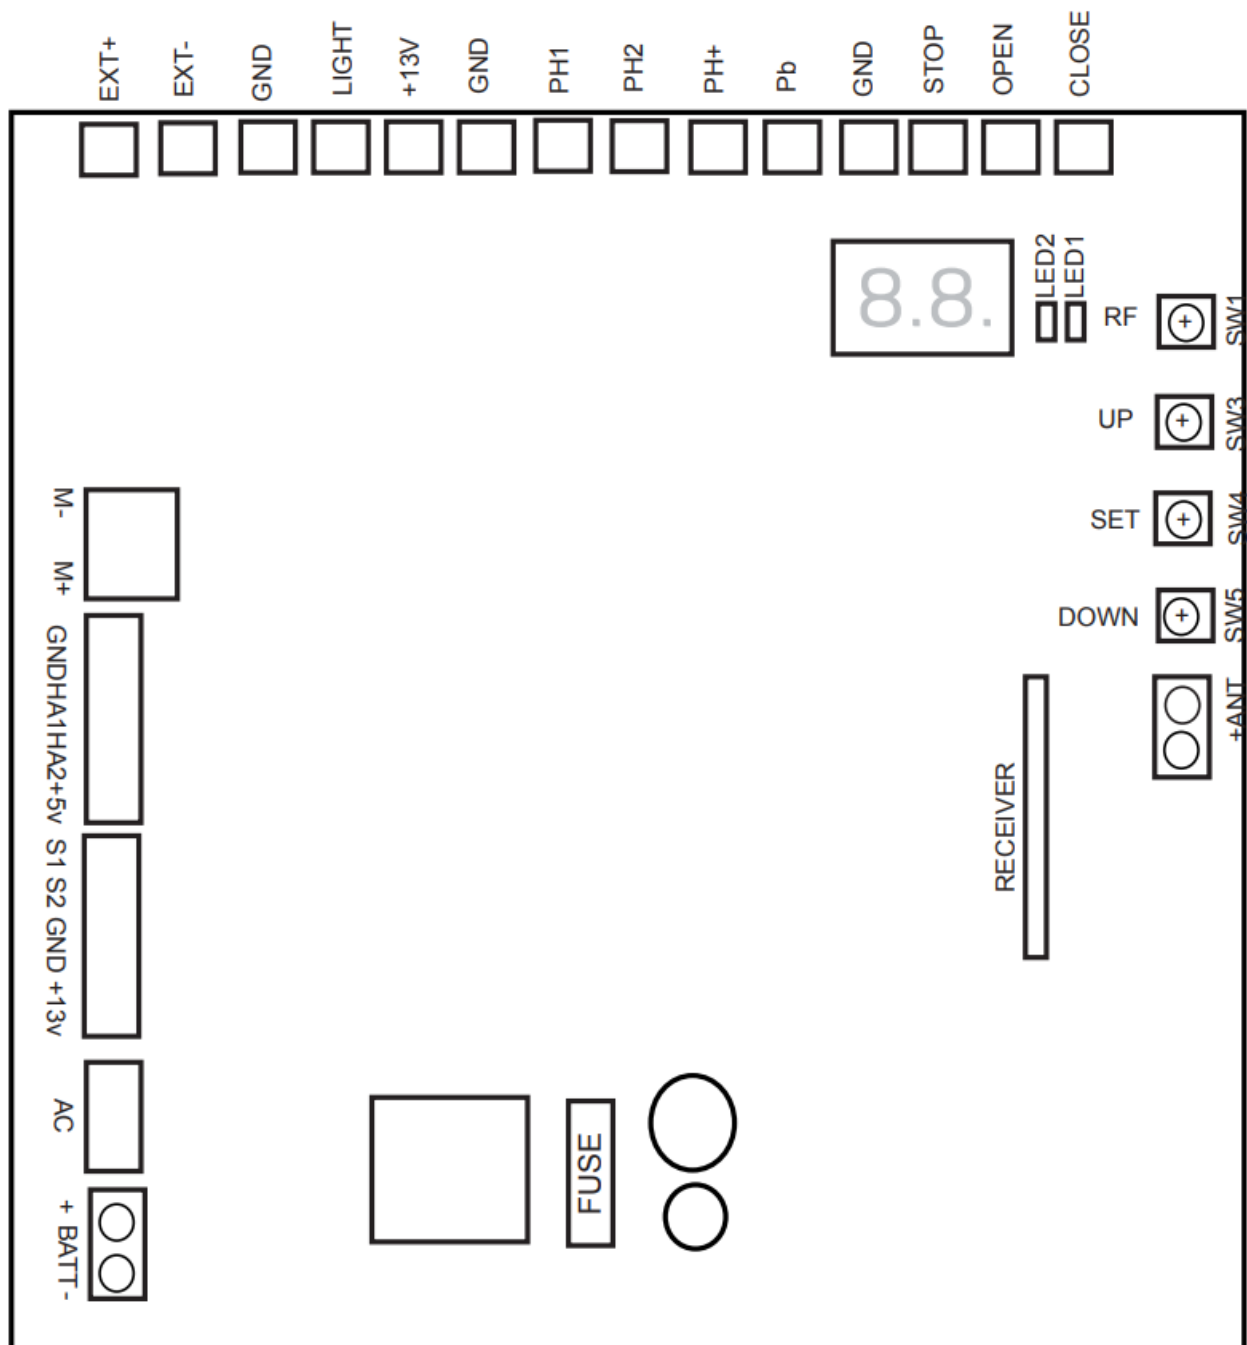 EXT+
EXT-
GND
LIGHT
+13V
GND
PH1
PH2
PH+
Pb
GND
STOP
OPEN
CLOSE
8.8.
LED2
LED1
RF
SW1
UP
SW3
SET
SW4
DOWN
SW5
+ANT
RECEIVER
M-
M+
GNDHA1HA2+5v
S1 S2 GND +13v
AC
+ BATT -
FUSE